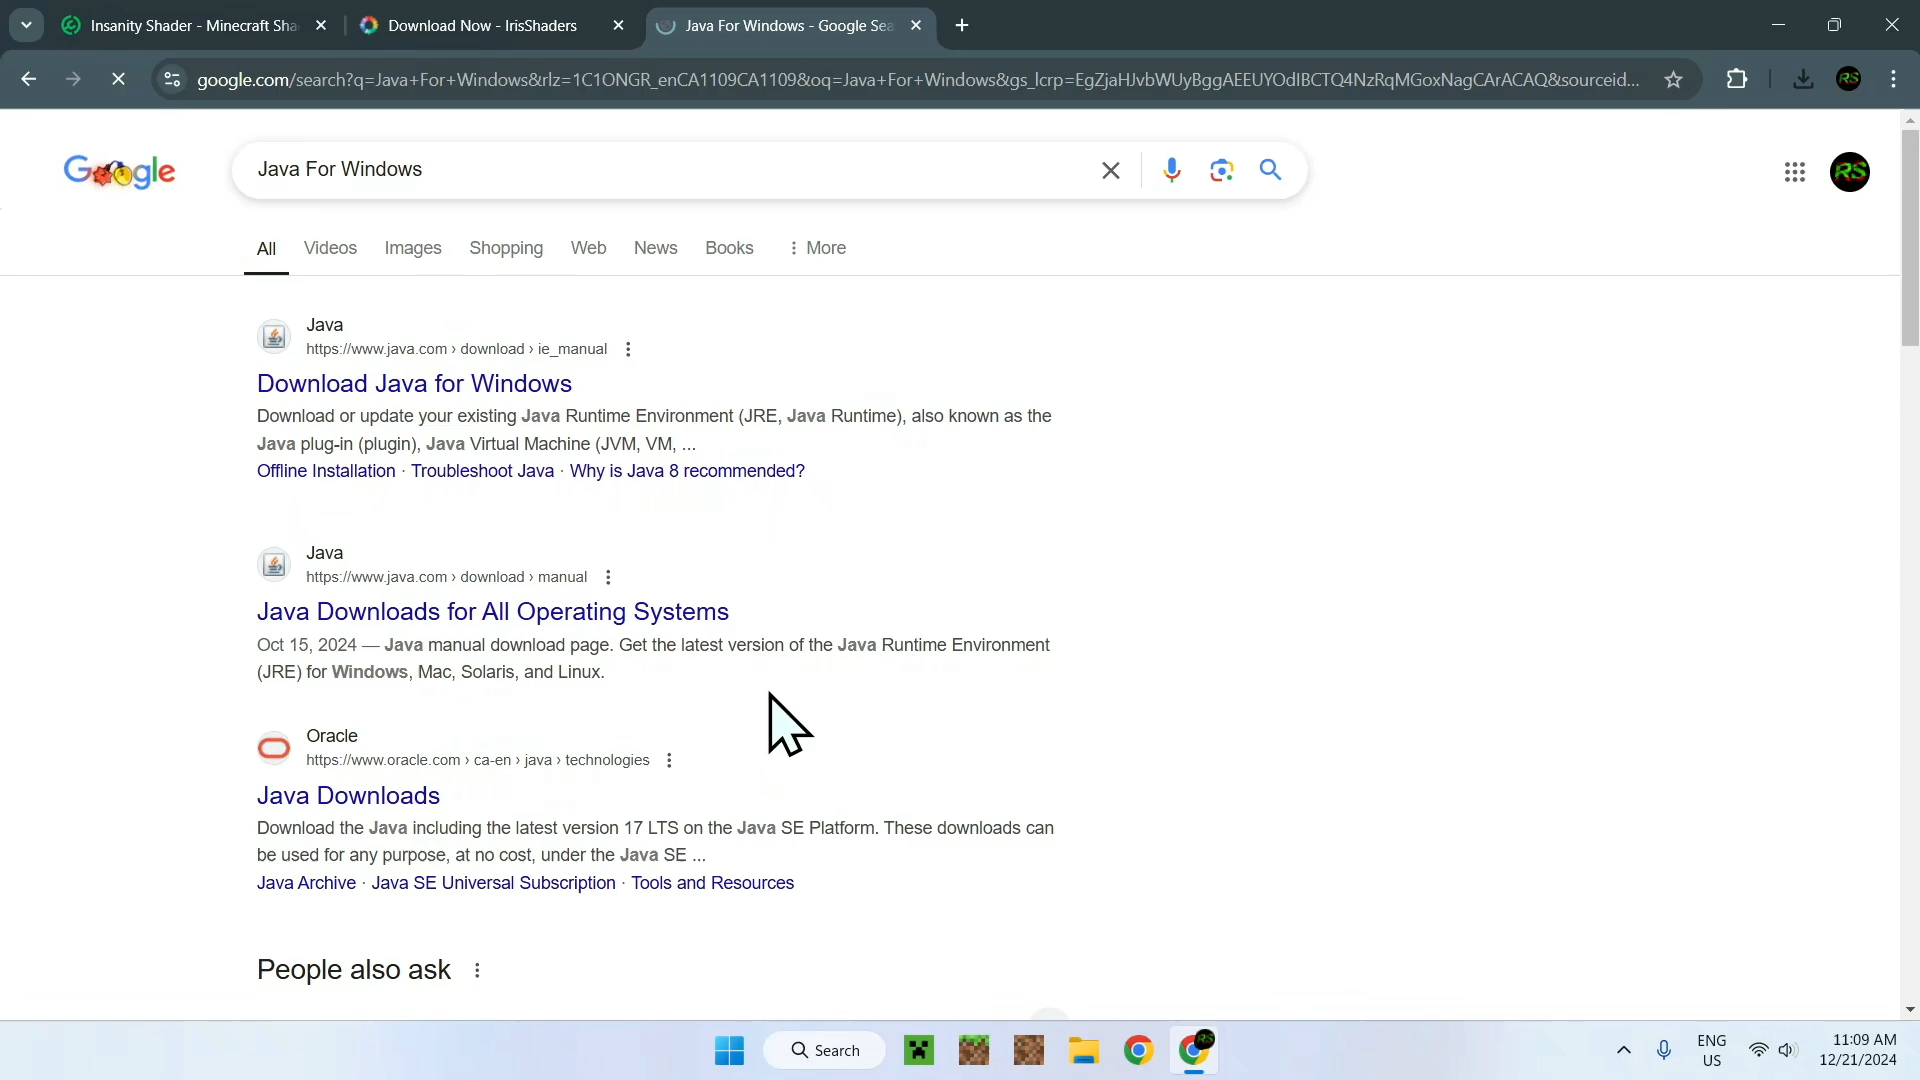 Insanity Shader - Minecraft Sha
Download Now - IrisShaders
Java For Windows - Google Sea
google.com/search?q=Java+For+Windows&rlz=1C1ONGR_enCA1109CA1109&oq=Java+For+Windows&gs_lcrp=EgZjaHJvbWUyBggAEEUYOdIBCTQ4NzRqMGoxNagCArACAQ&sourceid...
RS
Google
Java For Windows
RS
All Videos Images Shopping Web News Books More
Java
https://www.java.com › download › ie_manual
Download Java for Windows
Download or update your existing Java Runtime Environment (JRE, Java Runtime), also known as the
Java plug-in (plugin), Java Virtual Machine (JVM, VM, ...
Offline Installation · Troubleshoot Java · Why is Java 8 recommended?
Java
https://www.java.com › download › manual
Java Downloads for All Operating Systems
Oct 15, 2024 — Java manual download page. Get the latest version of the Java Runtime Environment
(JRE) for Windows, Mac, Solaris, and Linux.
Oracle
https://www.oracle.com › ca-en › java › technologies
Java Downloads
Download the Java including the latest version 17 LTS on the Java SE Platform. These downloads can
be used for any purpose, at no cost, under the Java SE ...
Java Archive · Java SE Universal Subscription · Tools and Resources
People also ask
Search
RS
ENG
US
11:09 AM
12/21/2024